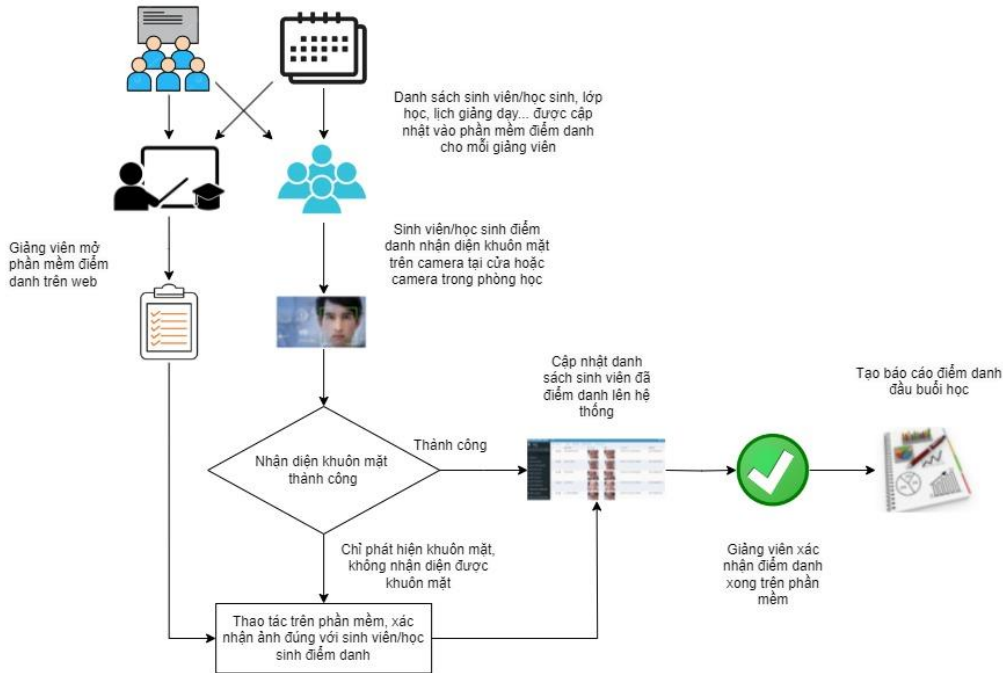 Danh sách sinh viên/học sinh, lớp
học, lịch giảng dạy... được cập
nhật vào phần mềm điểm danh
cho mỗi giảng viên
Giảng viên mở
phần mềm điểm
danh trên web
Sinh viên/học sinh điểm
danh nhận diện khuôn mặt
trên camera tại cửa hoặc
camera trong phòng học
Cập nhật danh
sách sinh viên đã
điểm danh lên hệ
thống
Tạo báo cáo điểm danh
đầu buổi học
Nhận diện khuôn mặt
thành công
Thành công
Chỉ phát hiện khuôn mặt,
không nhận diện được
khuôn mặt
Giảng viên xác
nhận điểm danh
xong trên phần
mềm
Thao tác trên phần mềm, xác
nhận ảnh đúng với sinh viên/học
sinh điểm danh